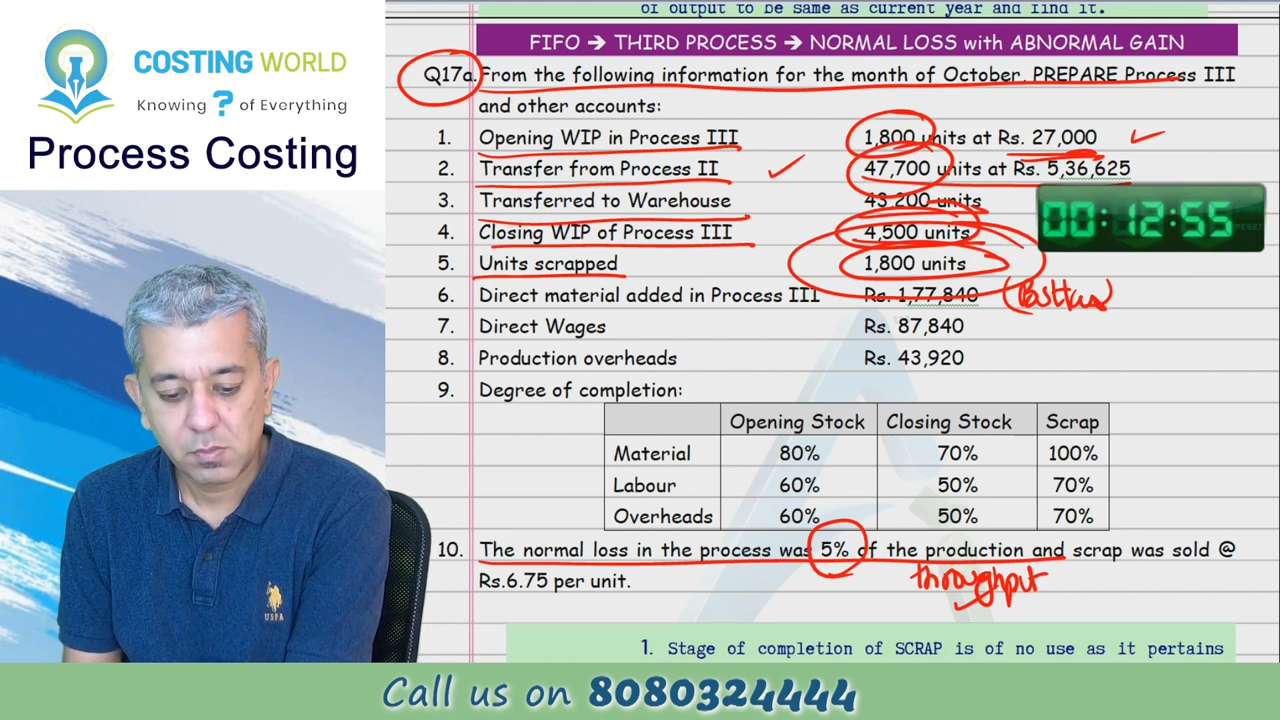 of output to be same as current year and find it.
FIFO → THIRD PROCESS → NORMAL LOSS with ABNORMAL GAIN
COSTING WORLD
Knowing ? of Everything
Process Costing
Q17a. From the following information for the month of October, PREPARE Process III
and other accounts:
1. Opening WIP in Process III 1,800 units at Rs. 27,000
2. Transfer from Process II 47,700 units at Rs. 5,36,625
3. Transferred to Warehouse 43,200 units
4. Closing WIP of Process III 4,500 units
00:12:55
5. Units scrapped 1,800 units
6. Direct material added in Process III Rs. 1,77,840
7. Direct Wages Rs. 87,840
8. Production overheads Rs. 43,920
9. Degree of completion:
Opening Stock Closing Stock Scrap
Material 80% 70% 100%
Labour 60% 50% 70%
Overheads 60% 50% 70%
10. The normal loss in the process was 5% of the production and scrap was sold @
Rs.6.75 per unit.
throughput
USPA
1. Stage of completion of SCRAP is of no use as it pertains
Call us on 8080324444